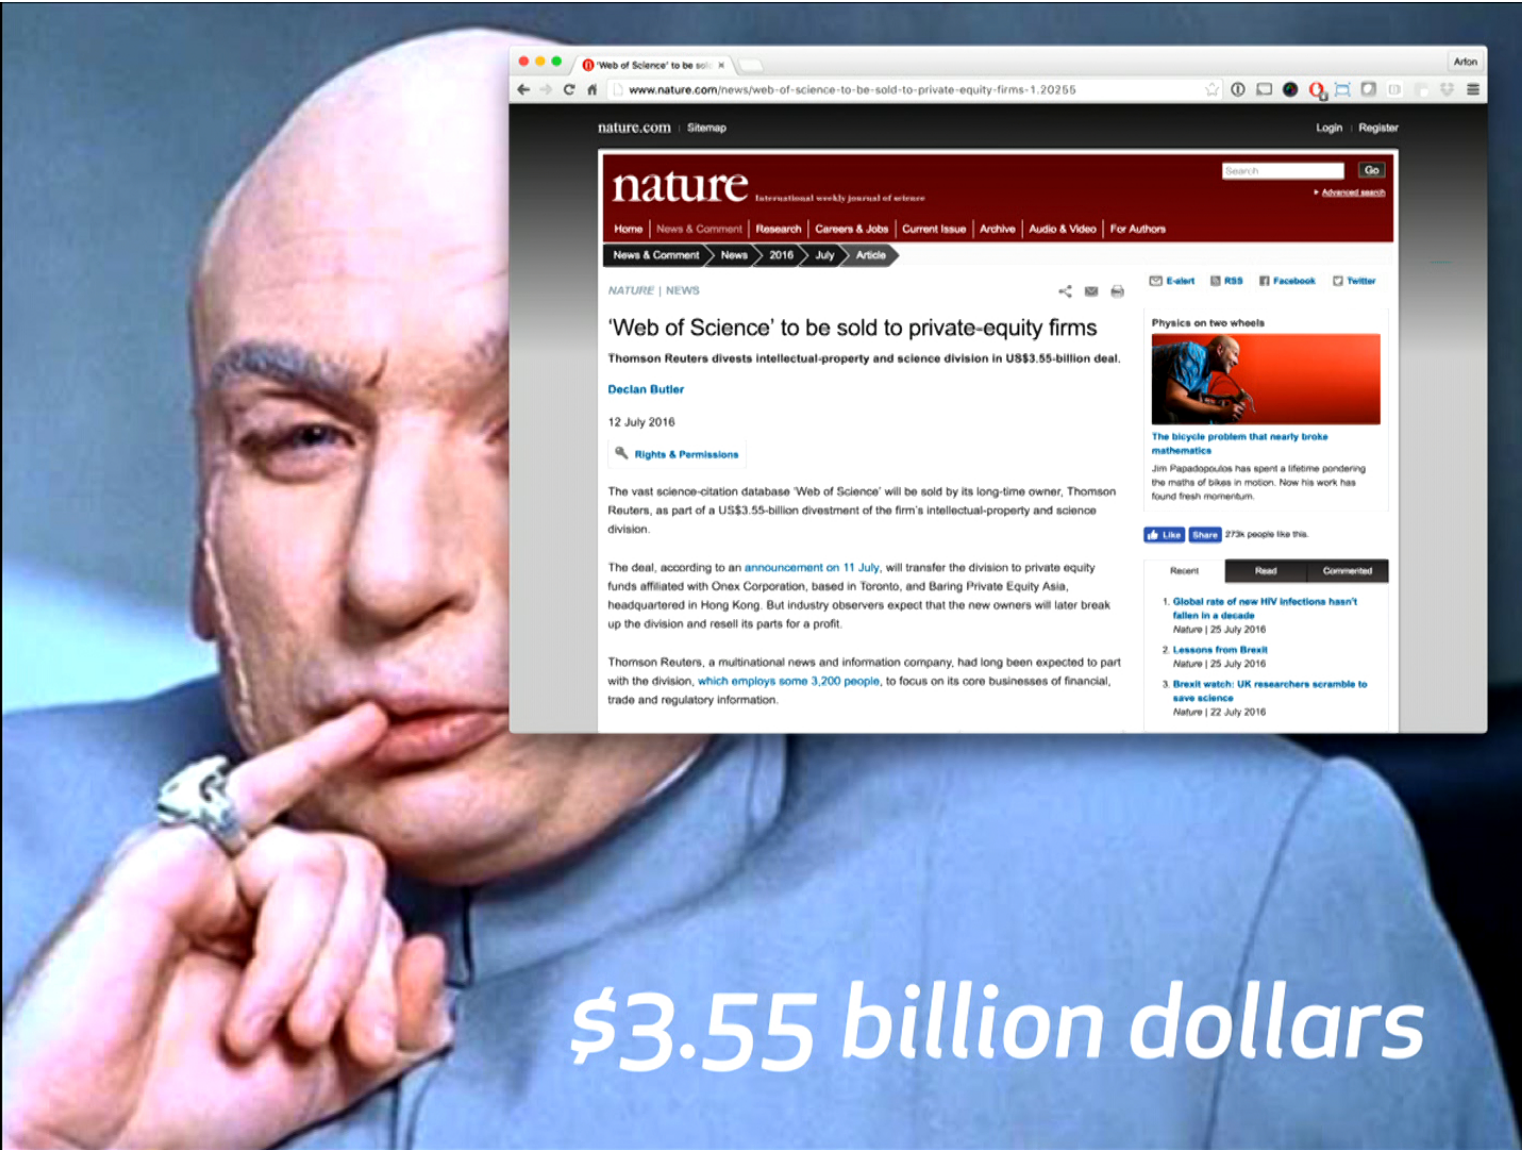 'Web of Science' to be sol
Arfon
www.nature.com/news/web-of-science-to-be-sold-to-private-equity-firms-1.20255
nature.com | Sitemap
Login | Register
nature International weekly journal of science
Search Go
Advanced search
Home | News & Comment | Research | Careers & Jobs | Current Issue | Archive | Audio & Video | For Authors
News & Comment News 2016 July Article
NATURE | NEWS
E-alert RSS Facebook Twitter
'Web of Science' to be sold to private-equity firms
Thomson Reuters divests intellectual-property and science division in US$3.55-billion deal.
Declan Butler
12 July 2016
Rights & Permissions
The vast science-citation database 'Web of Science' will be sold by its long-time owner, Thomson
Reuters, as part of a US$3.55-billion divestment of the firm's intellectual-property and science
division.
The deal, according to an announcement on 11 July, will transfer the division to private equity
funds affiliated with Onex Corporation, based in Toronto, and Baring Private Equity Asia,
headquartered in Hong Kong. But industry observers expect that the new owners will later break
up the division and resell its parts for a profit.
Thomson Reuters, a multinational news and information company, had long been expected to part
with the division, which employs some 3,200 people, to focus on its core businesses of financial,
trade and regulatory information.
Physics on two wheels
The bicycle problem that nearly broke
mathematics
Jim Papadopoulos has spent a lifetime pondering
the maths of bikes in motion. Now his work has
found fresh momentum.
Like Share 273k people like this.
Recent Read Commented
1. Global rate of new HIV infections hasn't
fallen in a decade
Nature | 25 July 2016
2. Lessons from Brexit
Nature | 25 July 2016
3. Brexit watch: UK researchers scramble to
save science
Nature | 22 July 2016
$3.55 billion dollars